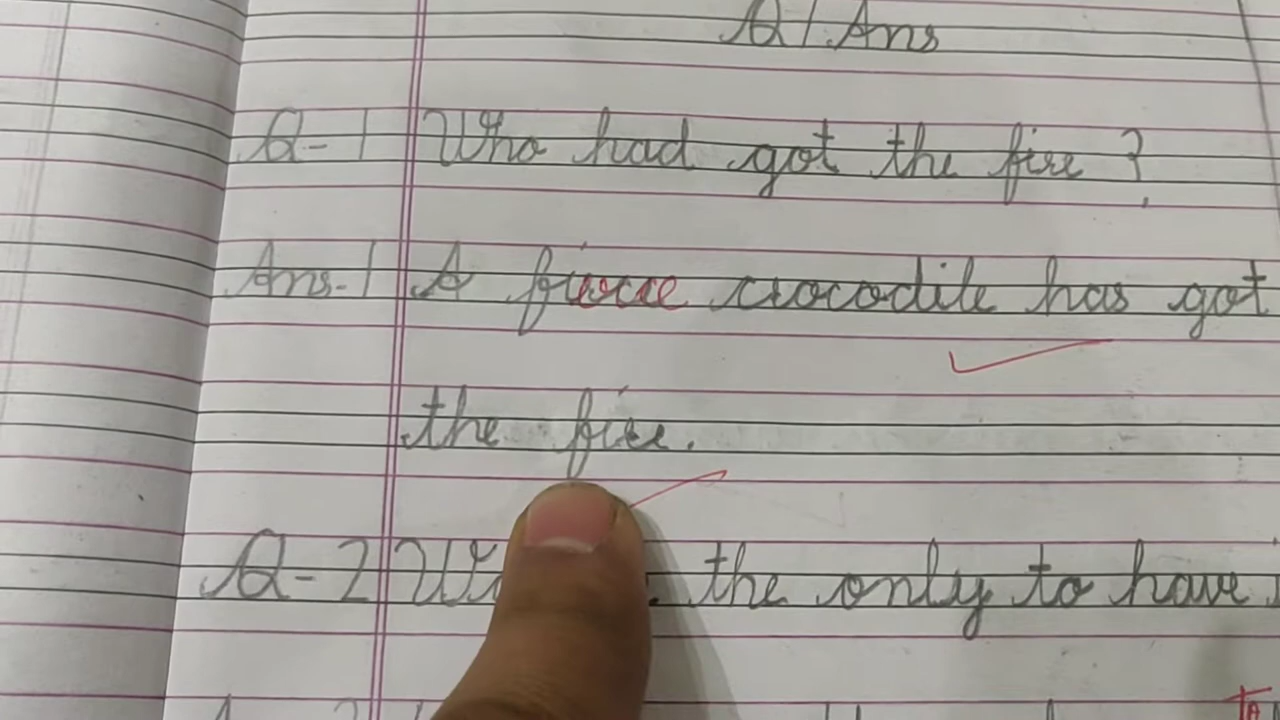 Q/Ans
Q-1 Who had got the fire?
Ans-1 A fierce crocodile has got
the fire.
Q-2 the only to have